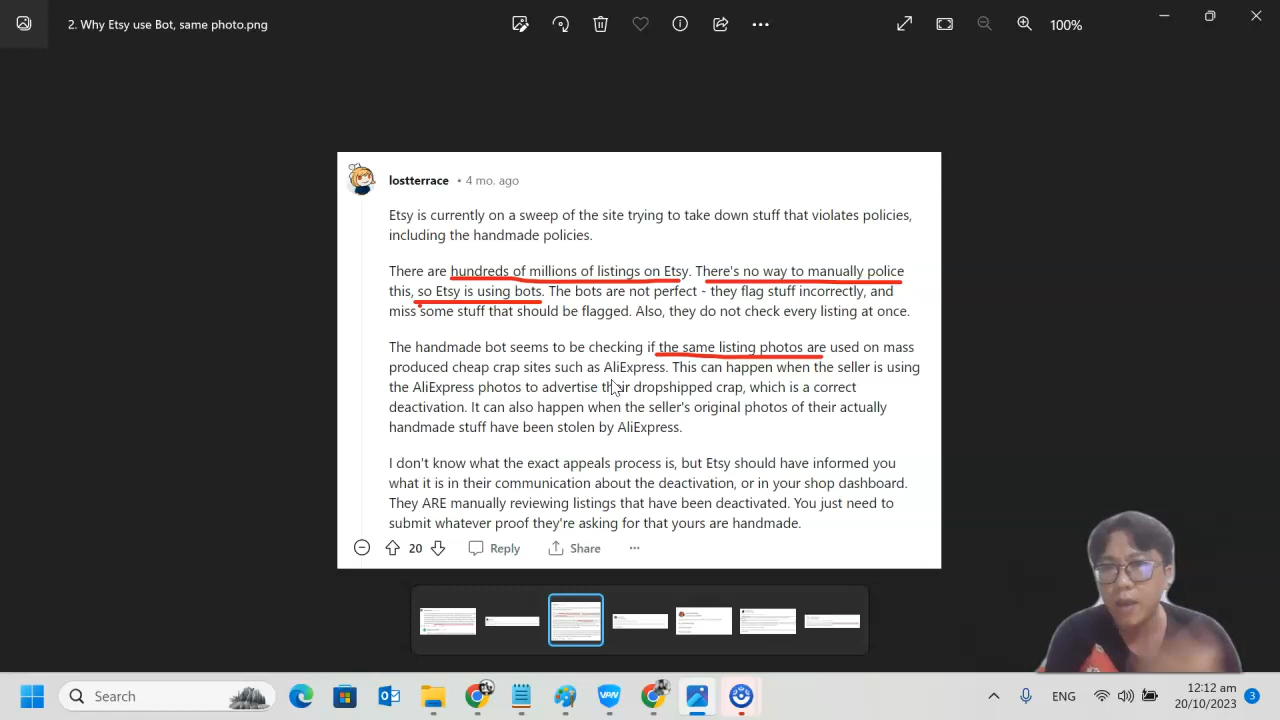 2. Why Etsy use Bot, same photo.png
100%
lostterrace • 4 mo. ago
Etsy is currently on a sweep of the site trying to take down stuff that violates policies,
including the handmade policies.
There are hundreds of millions of listings on Etsy. There's no way to manually police
this, so Etsy is using bots. The bots are not perfect - they flag stuff incorrectly, and
miss some stuff that should be flagged. Also, they do not check every listing at once.
The handmade bot seems to be checking if the same listing photos are used on mass
produced cheap crap sites such as AliExpress. This can happen when the seller is using
the AliExpress photos to advertise their dropshipped crap, which is a correct
deactivation. It can also happen when the seller's original photos of their actually
handmade stuff have been stolen by AliExpress.
I don't know what the exact appeals process is, but Etsy should have informed you
what it is in their communication about the deactivation, or in your shop dashboard.
They ARE manually reviewing listings that have been deactivated. You just need to
submit whatever proof they're asking for that yours are handmade.
20 Reply Share
Search
VPN
ENG
12:12 am
20/10/2023
3